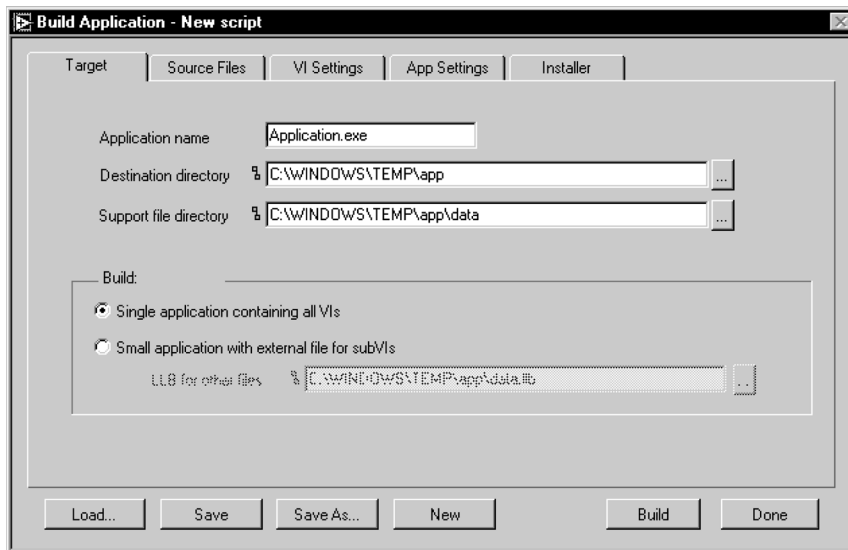 Build Application - New script
Target Source Files VI Settings App Settings Installer
Application name Application.exe
Destination directory C:\WINDOWS\TEMP\app ...
Support file directory C:\WINDOWS\TEMP\app\data ...
Build:
Single application containing all VIs
Small application with external file for subVIs
LLB for other files C:\WINDOWS\TEMP\app\data.llb ...
Load... Save Save As... New Build Done